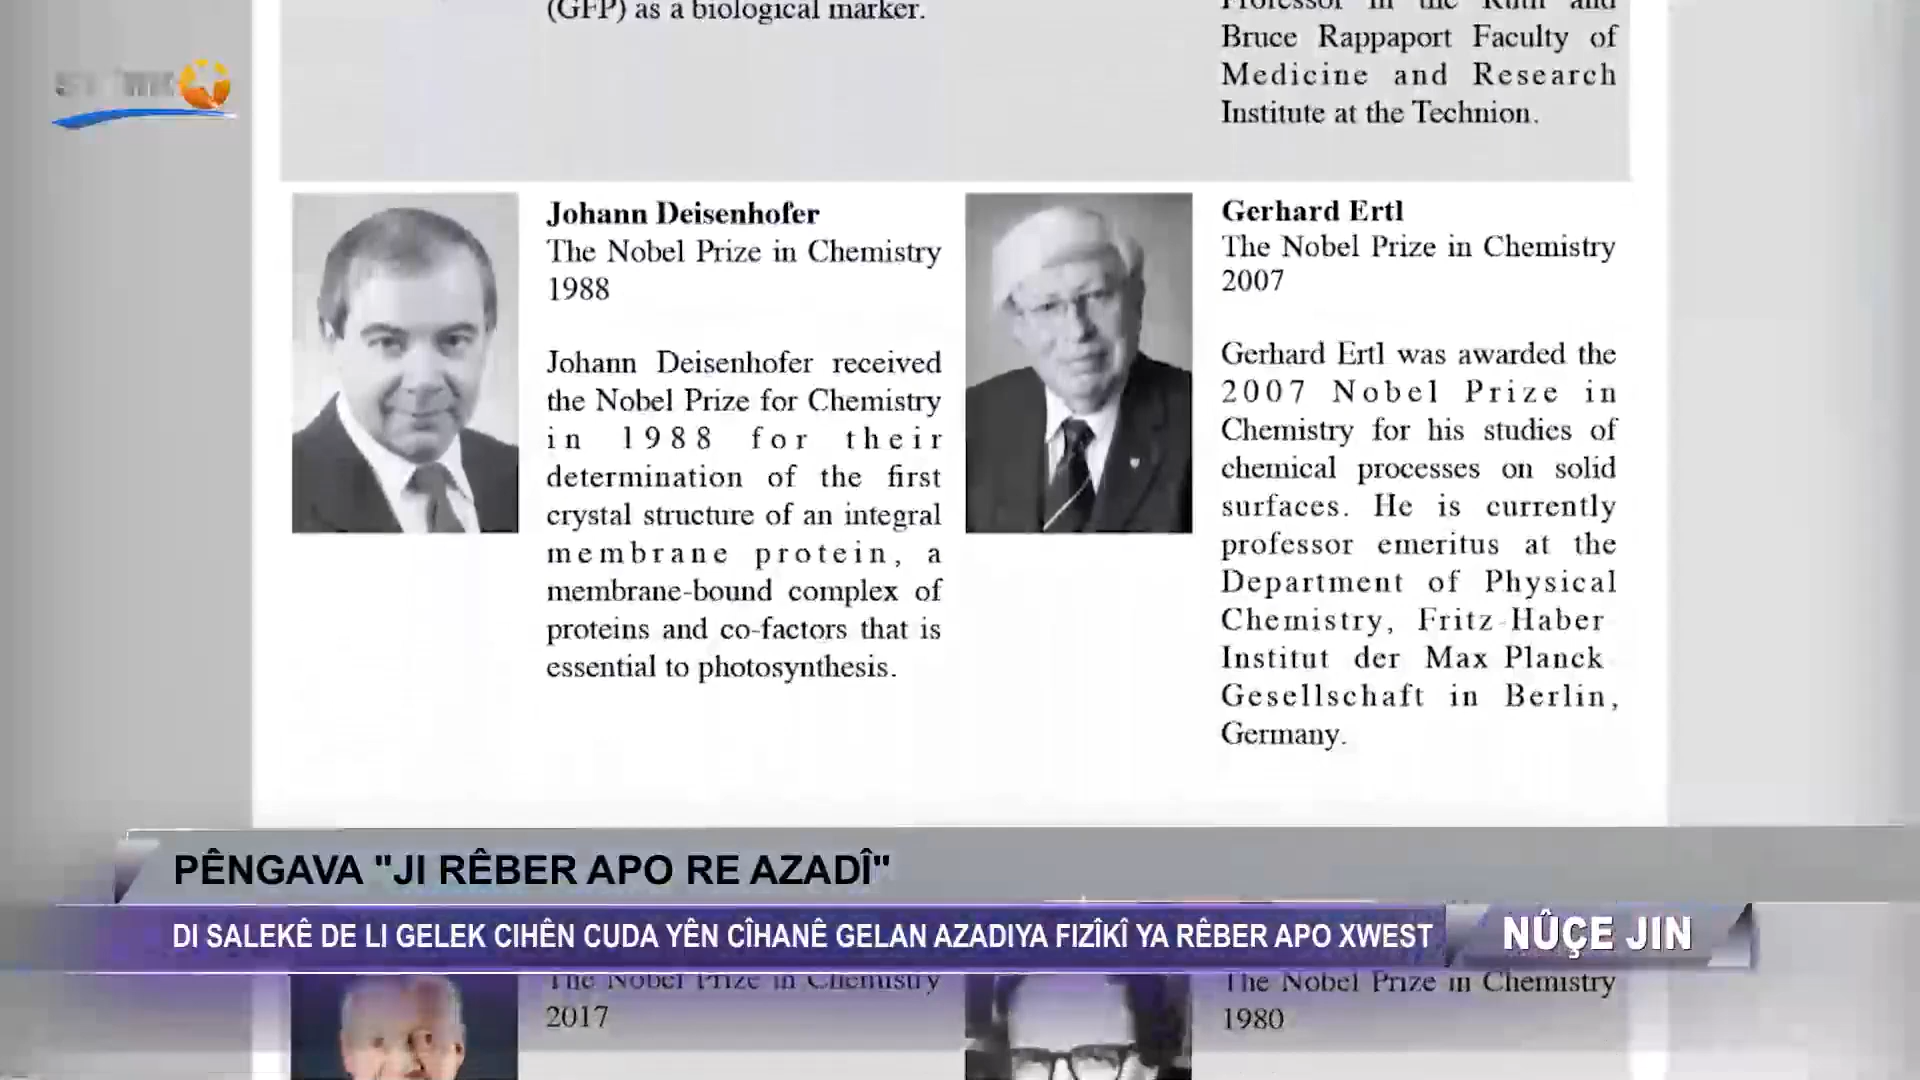 (GFP) as a biological marker.
Professor in the Ruth and
Bruce Rappaport Faculty of
Medicine and Research
Institute at the Technion.
Johann Deisenhofer
The Nobel Prize in Chemistry
1988
Johann Deisenhofer received
the Nobel Prize for Chemistry
in 1988 for their
determination of the first
crystal structure of an integral
membrane protein, a
membrane-bound complex of
proteins and co-factors that is
essential to photosynthesis.
Gerhard Ertl
The Nobel Prize in Chemistry
2007
Gerhard Ertl was awarded the
2007 Nobel Prize in
Chemistry for his studies of
chemical processes on solid
surfaces. He is currently
professor emeritus at the
Department of Physical
Chemistry, Fritz-Haber-
Institut der Max Planck
Gesellschaft in Berlin,
Germany.
PÊNGAVA "JI RÊBER APO RE AZADÎ"
DI SALEKÊ DE LI GELEK CIHÊN CUDA YÊN CÎHANÊ GELAN AZADIYA FIZÎKÎ YA RÊBER APO XWEST
NÛÇE JIN
The Nobel Prize in Chemistry
2017
The Nobel Prize in Chemistry
1980